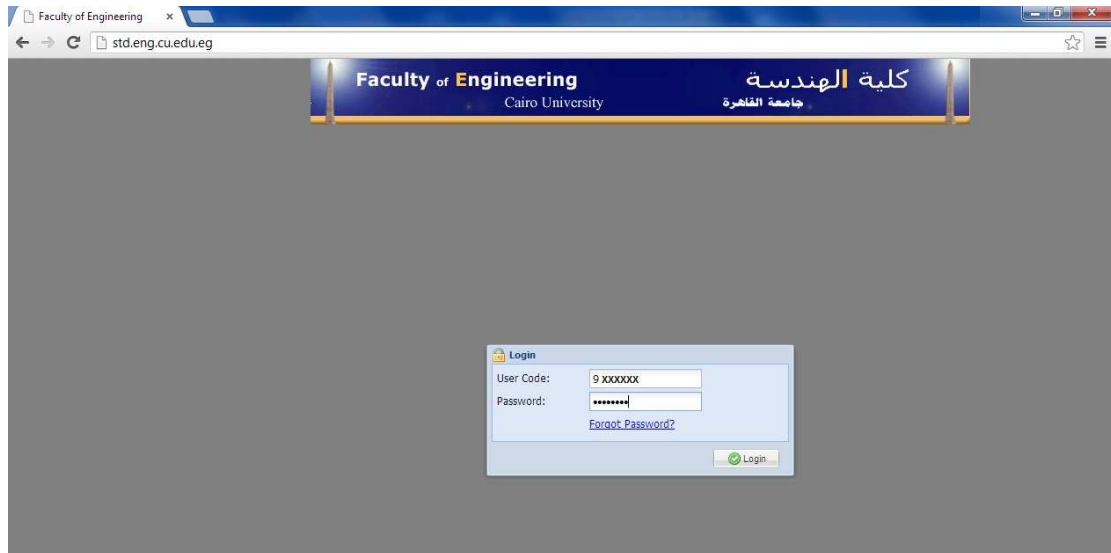 Faculty of Engineering
std.eng.cu.edu.eg
Faculty of Engineering
Cairo University
كلية الهندسة
جامعة القاهرة
Login
User Code: 9 xxxxxx
Password: ••••••••
Forgot Password?
Login